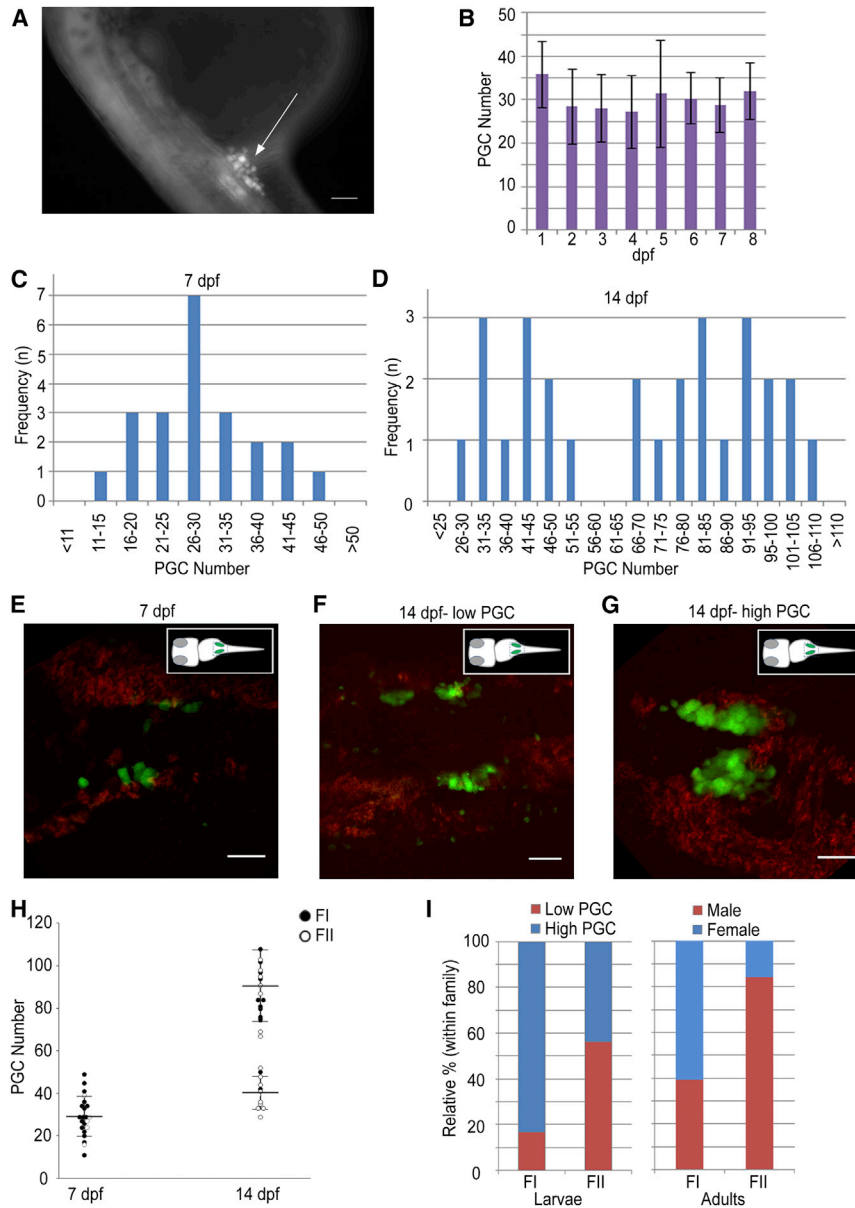 A
B
50
40
30
20
30
10
0
PGC Number
1 2 3 4 5 6 7 8
dpf
C
7 dpf
7
6
5
4
3
2
1
0
Frequency (n)
<11
11-15
16-20
21-25
26-30
31-35
36-40
41-45
46-50
>50
PGC Number
D
14 dpf
3
2
1
0
Frequency (n)
<25
26-30
31-35
36-40
41-45
46-50
51-55
56-60
61-65
66-70
71-75
76-80
81-85
86-90
91-95
95-100
101-105
106-110
>110
PGC Number
E
7 dpf
F
14 dpf- low PGC
G
14 dpf- high PGC
H
120
100
80
60
40
20
0
PGC Number
7 dpf
14 dpf
FI
FII
I
Low PGC
High PGC
Male
Female
100
80
60
40
20
0
Relative % (within family)
FI FII
Larvae
FI FII
Adults